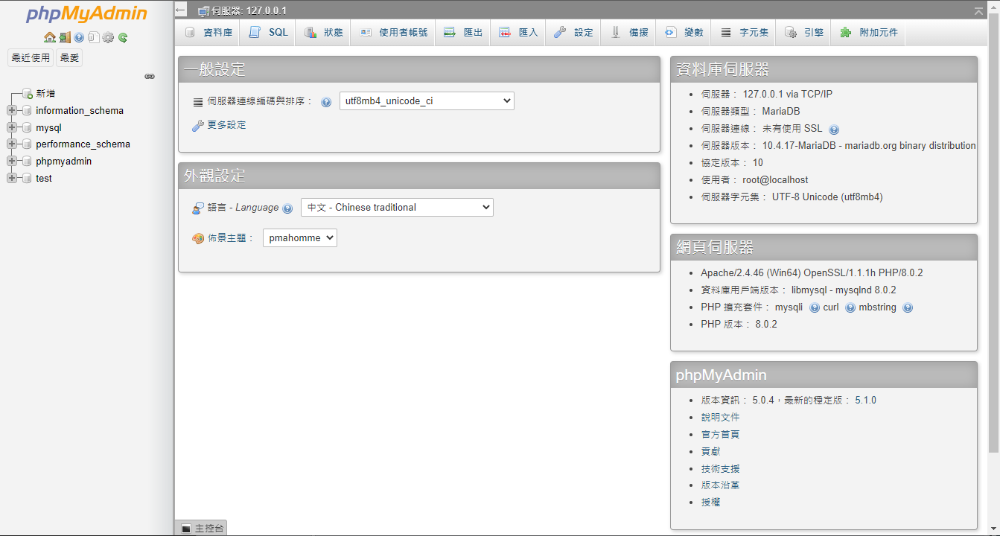 phpMyAdmin
最近使用 最愛
新增
information_schema
mysql
performance_schema
phpmyadmin
test
伺服器: 127.0.0.1
資料庫 SQL 狀態 使用者帳號 匯出 匯入 設定 備援 變數 字元集 引擎 附加元件
一般設定
伺服器連線編碼與排序： utf8mb4_unicode_ci
更多設定
外觀設定
語言 - Language 中文 - Chinese traditional
佈景主題： pmahomme
資料庫伺服器
伺服器： 127.0.0.1 via TCP/IP
伺服器類型： MariaDB
伺服器連線： 未有使用 SSL
伺服器版本： 10.4.17-MariaDB - mariadb.org binary distribution
協定版本： 10
使用者： root@localhost
伺服器字元集： UTF-8 Unicode (utf8mb4)
網頁伺服器
Apache/2.4.46 (Win64) OpenSSL/1.1.1h PHP/8.0.2
資料庫用戶端版本： libmysql - mysqlnd 8.0.2
PHP 擴充套件： mysqli curl mbstring
PHP 版本： 8.0.2
phpMyAdmin
版本資訊： 5.0.4，最新的穩定版： 5.1.0
說明文件
官方首頁
貢獻
技術支援
版本沿革
授權
主控台